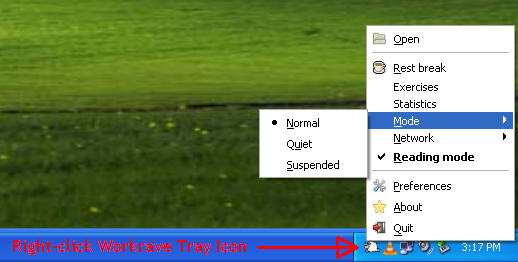 Open
Rest break
Exercises
Statistics
Mode
Network
Reading mode
Preferences
About
Quit
Normal
Quiet
Suspended
Right-click Workrave Tray Icon
3:17 PM